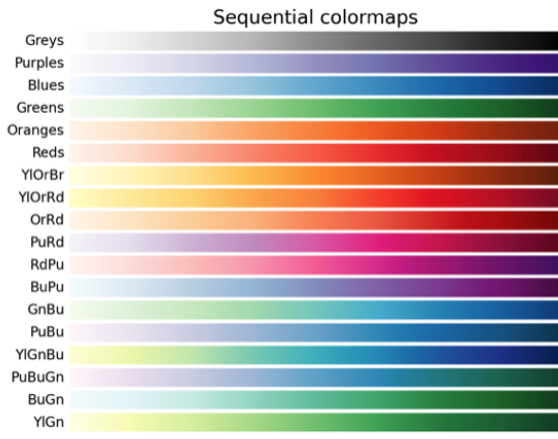 Sequential colormaps
Greys
Purples
Blues
Greens
Oranges
Reds
YlOrBr
YlOrRd
OrRd
PuRd
RdPu
BuPu
GnBu
PuBu
YlGnBu
PuBuGn
BuGn
YlGn